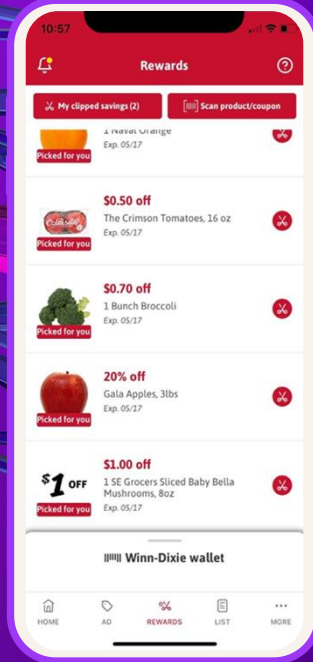 10:57
Rewards
My clipped savings (2)
Scan product/coupon
1 Naval Orange
Picked for you
Exp. 05/17
$0.50 off
The Crimson Tomatoes, 16 oz
Exp. 05/17
Picked for you
$0.70 off
1 Bunch Broccoli
Exp. 05/17
Picked for you
20% off
Gala Apples, 3lbs
Exp. 05/17
Picked for you
$1 OFF
$1.00 off
1 SE Grocers Sliced Baby Bella
Mushrooms, 8oz
Exp. 05/17
Picked for you
Winn-Dixie wallet
HOME
AD
REWARDS
LIST
MORE